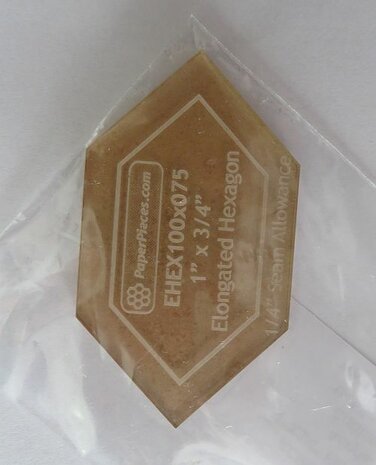 PaperPieces.com
EHEX100x075
1" x 3/4"
Elongated Hexagon
1/4" Seam Allowance